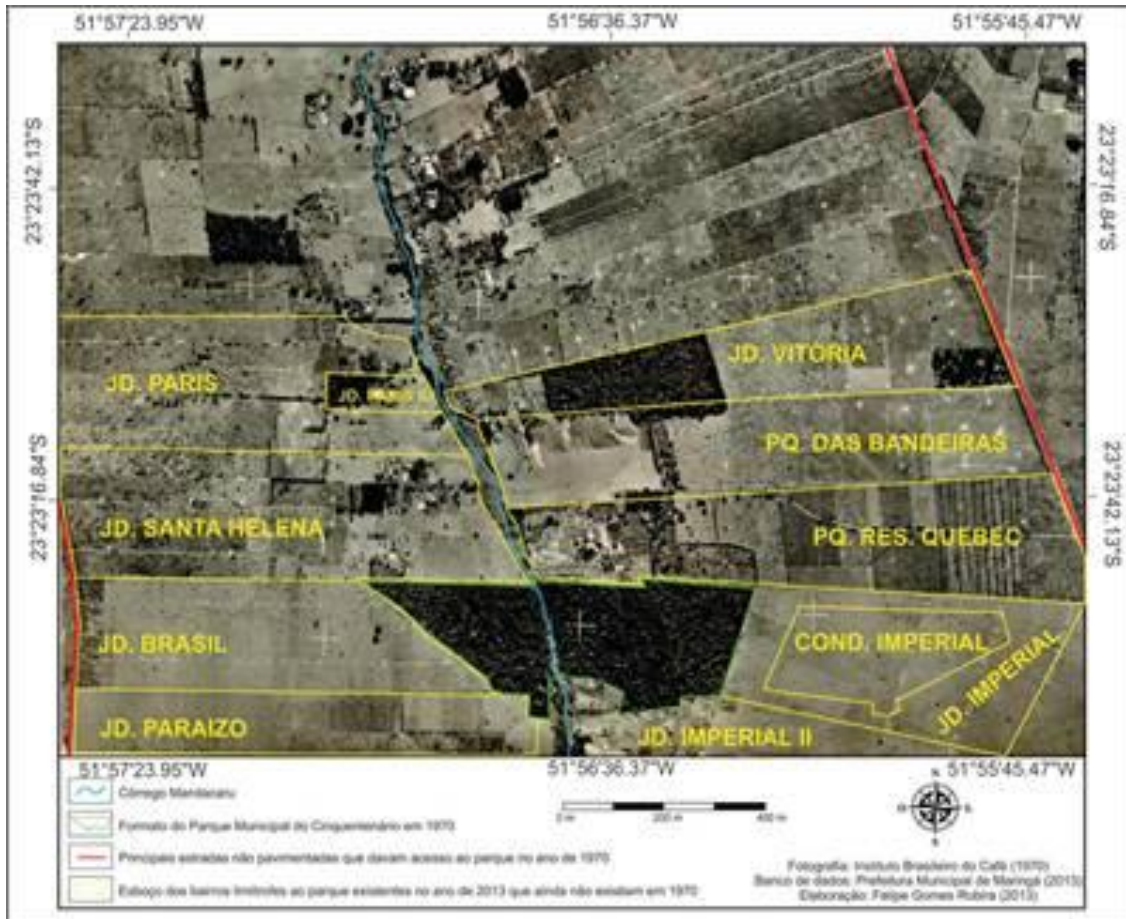 51°57'23.95"W 51°56'36.37"W 51°55'45.47"W
23°23'42.13"S
23°23'16.84"S
23°23'16.84"S
23°23'42.13"S
JD. VITÓRIA
JD. PARIS
JD. PARIS
PQ. DAS BANDEIRAS
JD. SANTA HELENA
PQ. RES. QUEBEC
JD. BRASIL
COND. IMPERIAL
JD. IMPERIAL
JD. PARAIZO
JD. IMPERIAL II
51°57'23.95"W 51°56'36.37"W 51°55'45.47"W
Córrego Mandacaru
Formato do Parque Municipal do Cinquentenário em 1970
Principais estradas não pavimentadas que davam acesso ao parque no ano de 1970
Esboço dos bairros limítrofes ao parque existentes no ano de 2013 que ainda não existiam em 1970
0 m 200 m 400 m
N
S
Fotografia: Instituto Brasileiro do Café (1970)
Banco de dados: Prefeitura Municipal de Maringá (2013)
Elaboração: Felipe Gomes Robira (2013)